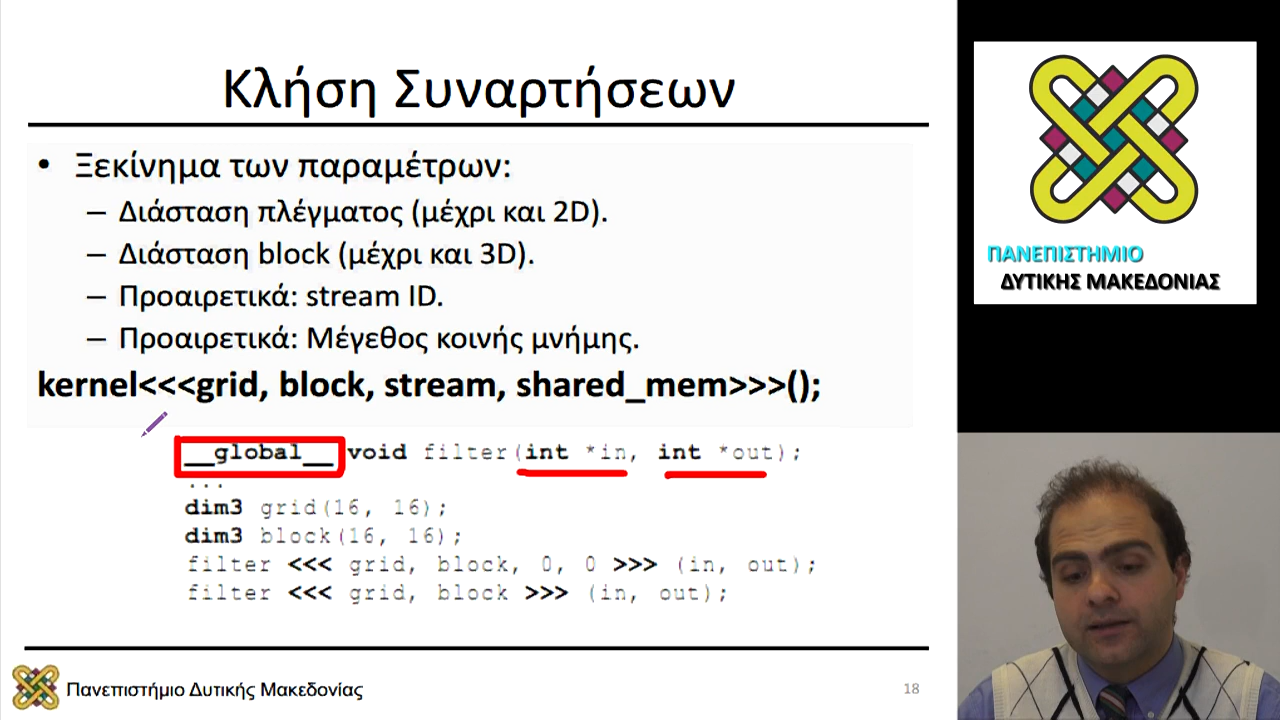 Κλήση Συναρτήσεων
• Ξεκίνημα των παραμέτρων:
– Διάσταση πλέγματος (μέχρι και 2D).
– Διάσταση block (μέχρι και 3D).
– Προαιρετικά: stream ID.
– Προαιρετικά: Μέγεθος κοινής μνήμης.
kernel<<<grid, block, stream, shared_mem>>>();
__global__ void filter(int *in, int *out);
...
dim3 grid(16, 16);
dim3 block(16, 16);
filter <<< grid, block, 0, 0 >>> (in, out);
filter <<< grid, block >>> (in, out);
Πανεπιστήμιο Δυτικής Μακεδονίας
18
ΠΑΝΕΠΙΣΤΗΜΙΟ
ΔΥΤΙΚΗΣ ΜΑΚΕΔΟΝΙΑΣ